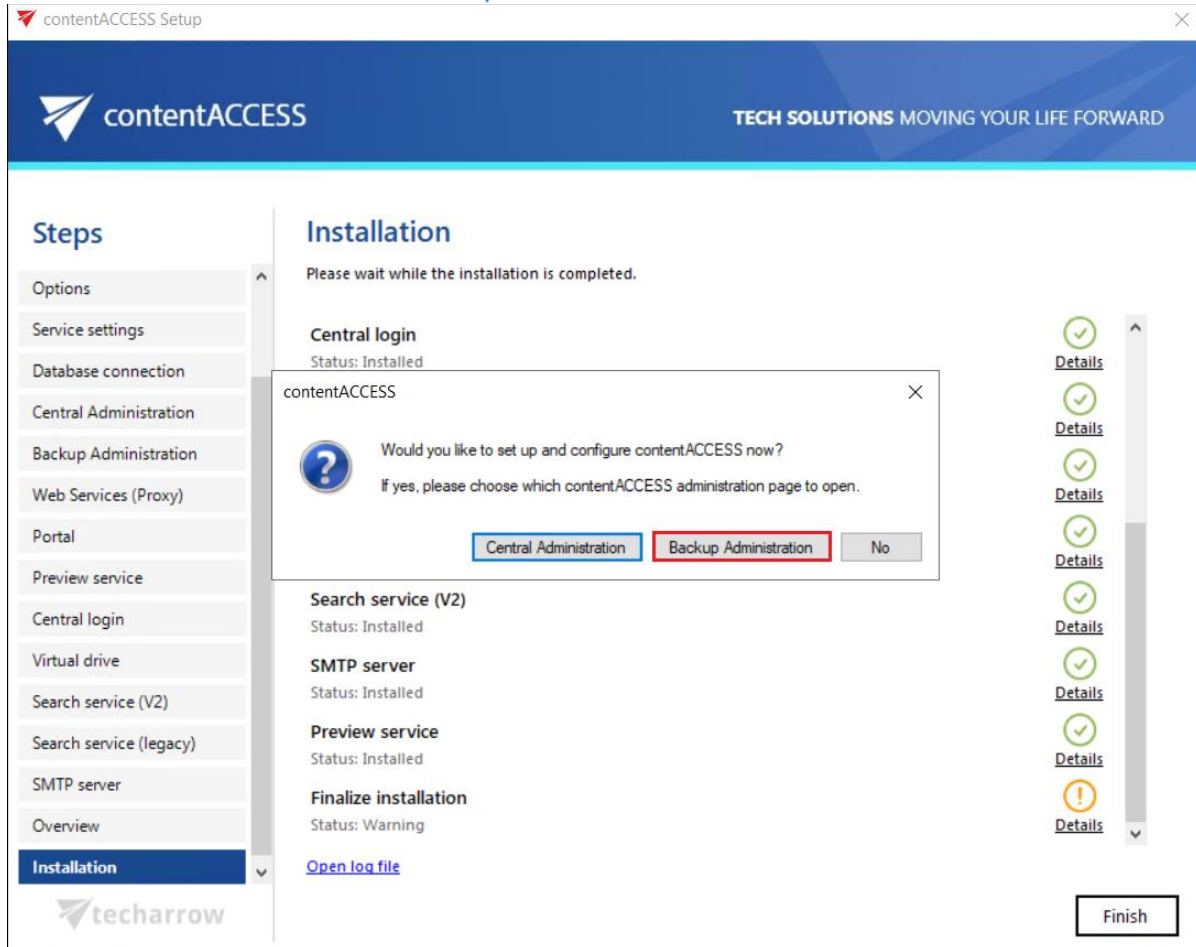 contentACCESS Setup
contentACCESS
TECH SOLUTIONS MOVING YOUR LIFE FORWARD
Steps
Options
Service settings
Database connection
Central Administration
Backup Administration
Web Services (Proxy)
Portal
Preview service
Central login
Virtual drive
Search service (V2)
Search service (legacy)
SMTP server
Overview
Installation
techarrow
Installation
Please wait while the installation is completed.
Central login
Status: Installed
Details
Details
Details
Details
contentACCESS
Would you like to set up and configure contentACCESS now?
If yes, please choose which contentACCESS administration page to open.
Central Administration
Backup Administration
No
Search service (V2)
Status: Installed
Details
SMTP server
Status: Installed
Details
Preview service
Status: Installed
Details
Finalize installation
Status: Warning
Details
Open log file
Finish